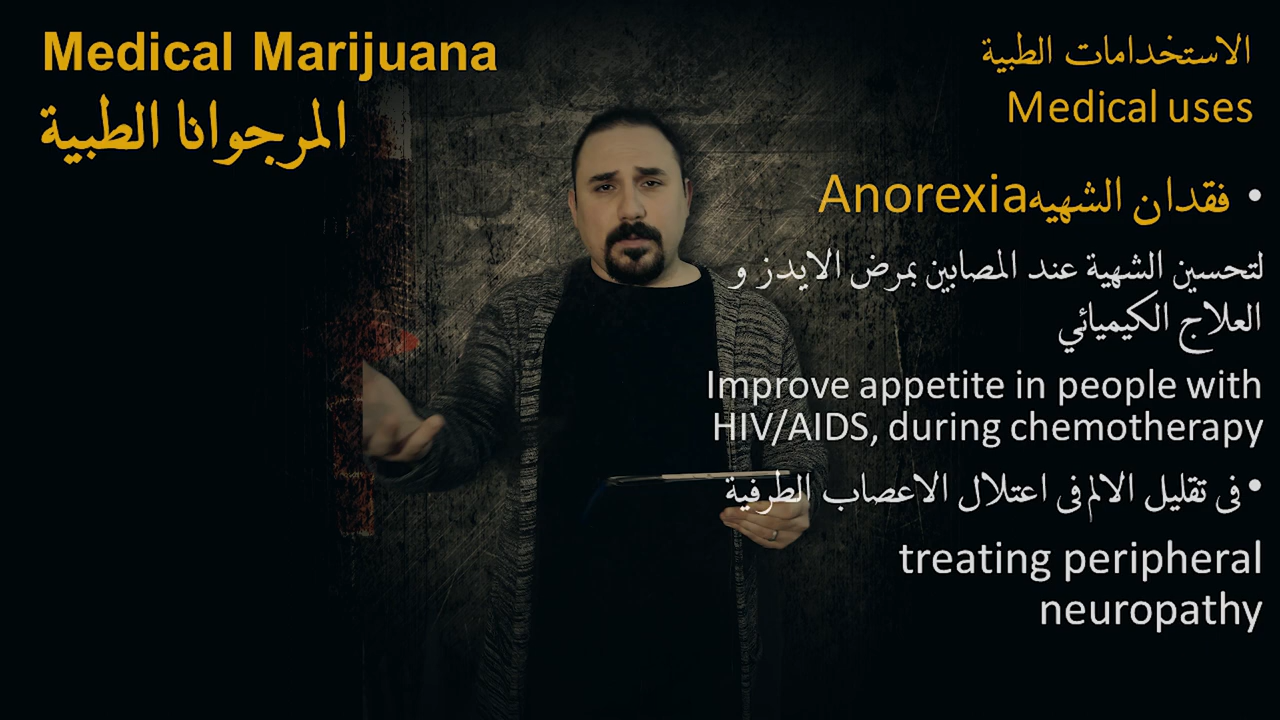 Medical Marijuana
المرجوانا الطبية
الاستخدامات الطبية
Medical uses
• فقدان الشهيهAnorexia
لتحسين الشهية عند المصابين بمرض الايدز و
العلاج الكيميائي
Improve appetite in people with
HIV/AIDS, during chemotherapy
• فى تقليل الالم فى اعتلال الاعصاب الطرفية
treating peripheral
neuropathy